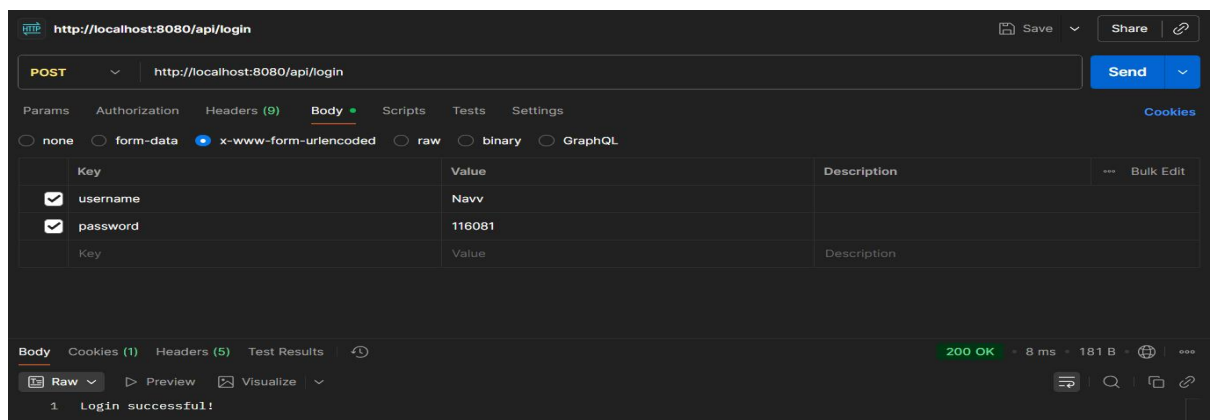 HTTP http://localhost:8080/api/login Save Share
POST http://localhost:8080/api/login Send
Params Authorization Headers (9) Body Scripts Tests Settings Cookies
none form-data x-www-form-urlencoded raw binary GraphQL
Key Value Description Bulk Edit
username Navv
password 116081
Key Value Description
Body Cookies (1) Headers (5) Test Results 200 OK 8 ms 181 B
Raw Preview Visualize
1 Login successful!